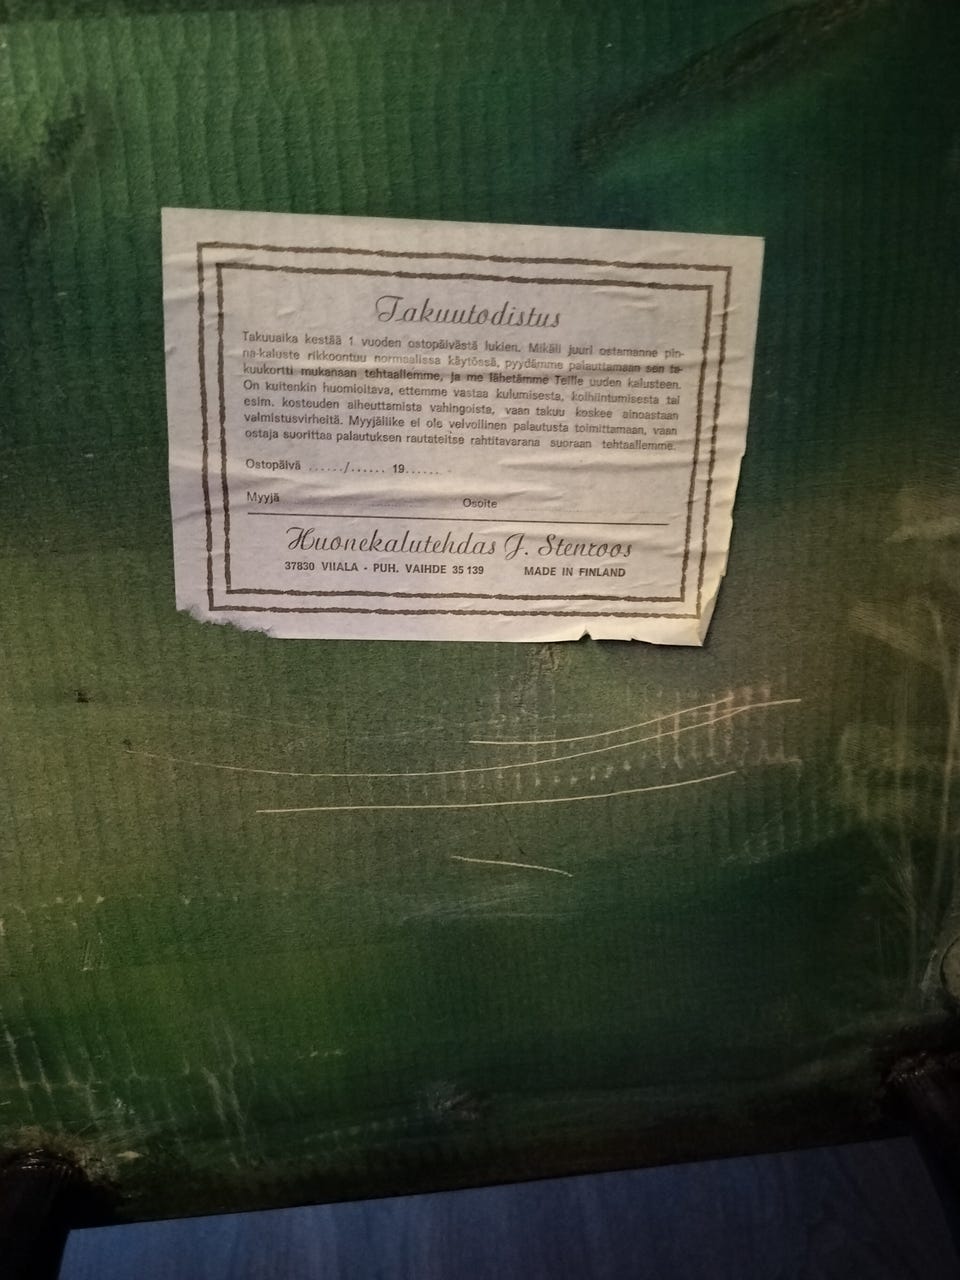 Takuutodistus
Takuuaika kestää 1 vuoden ostopäivästä lukien. Mikäli juuri ostamanne pin-
na-kaluste rikkoontuu normaalissa käytössä, pyydämme palauttamaan sen ta-
kuukortti mukanaan tehtaallemme, ja me lähetämme Teille uuden kalusteen.
On kuitenkin huomioitava, ettemme vastaa kulumisesta, kolhiintumisesta tai
esim. kosteuden aiheuttamista vahingoista, vaan takuu koskee ainoastaan
valmistusvirheitä. Myyjäliike ei ole velvollinen palautusta toimittamaan, vaan
ostaja suorittaa palautuksen rautateitse rahtitavarana suoraan tehtaallemme.
Ostopäivä ....../...... 19......
Myyjä Osoite
Huonekalutehdas J. Stenroos
37830 VIIALA - PUH. VAIHDE 35 139 MADE IN FINLAND